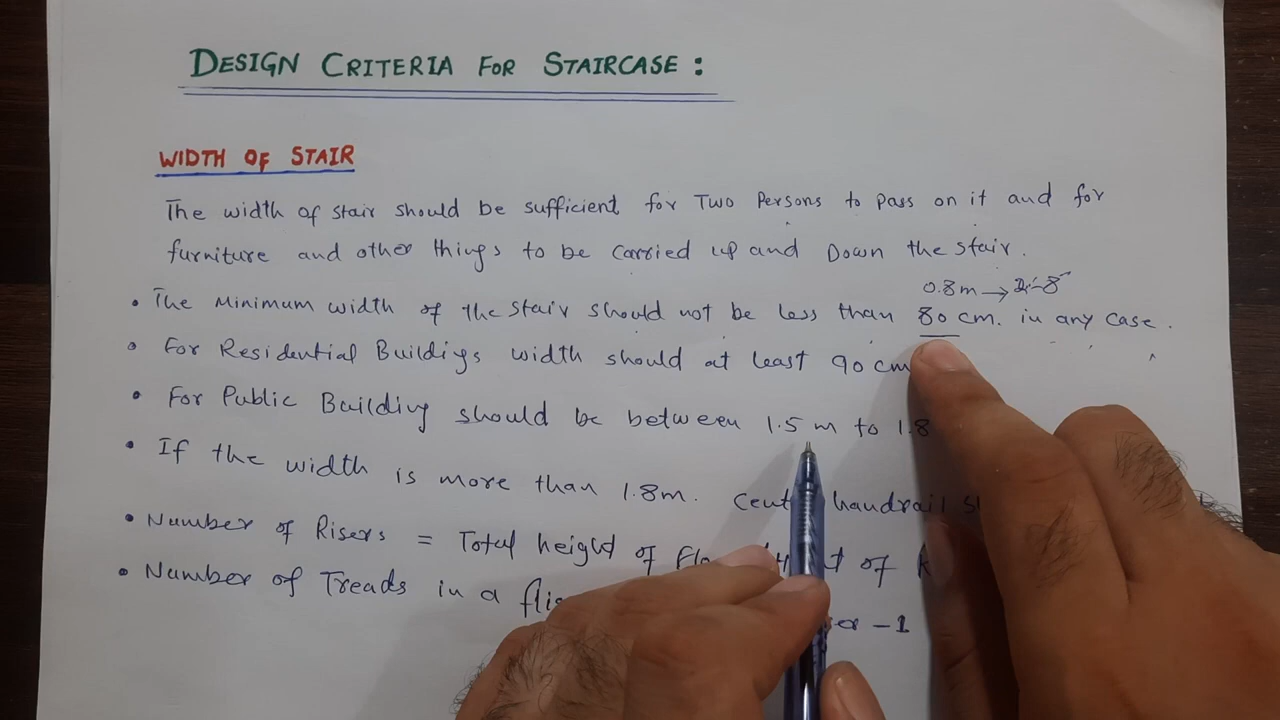 DESIGN CRITERIA FOR STAIRCASE :
WIDTH OF STAIR
The width of stair should be sufficient for Two Persons to pass on it and for
furniture and other things to be carried up and Down the stair.
0.8m →
• The Minimum width of the stair should not be less than 80 cm. in any case.
• For Residential Buildings width should at least 90 cm
• For Public Building should be between 1.5 m to 1.8
• If the width is more than 1.8m. handrail
• Number of Risers = Total height of of
• Number of Treads in a -1